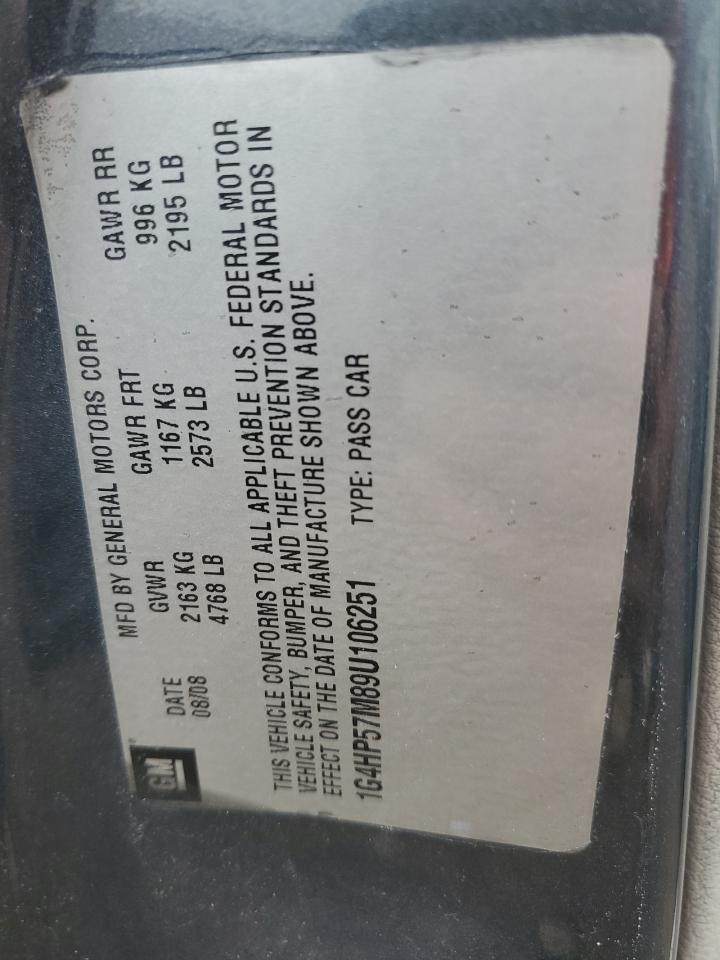 GM
MFD BY GENERAL MOTORS CORP.
DATE GVWR GAWR FRT GAWR RR
08/08 2163 KG 1167 KG 996 KG
4768 LB 2573 LB 2195 LB
THIS VEHICLE CONFORMS TO ALL APPLICABLE U.S. FEDERAL MOTOR
VEHICLE SAFETY, BUMPER, AND THEFT PREVENTION STANDARDS IN
EFFECT ON THE DATE OF MANUFACTURE SHOWN ABOVE.
1G4HP57M89U106251 TYPE: PASS CAR